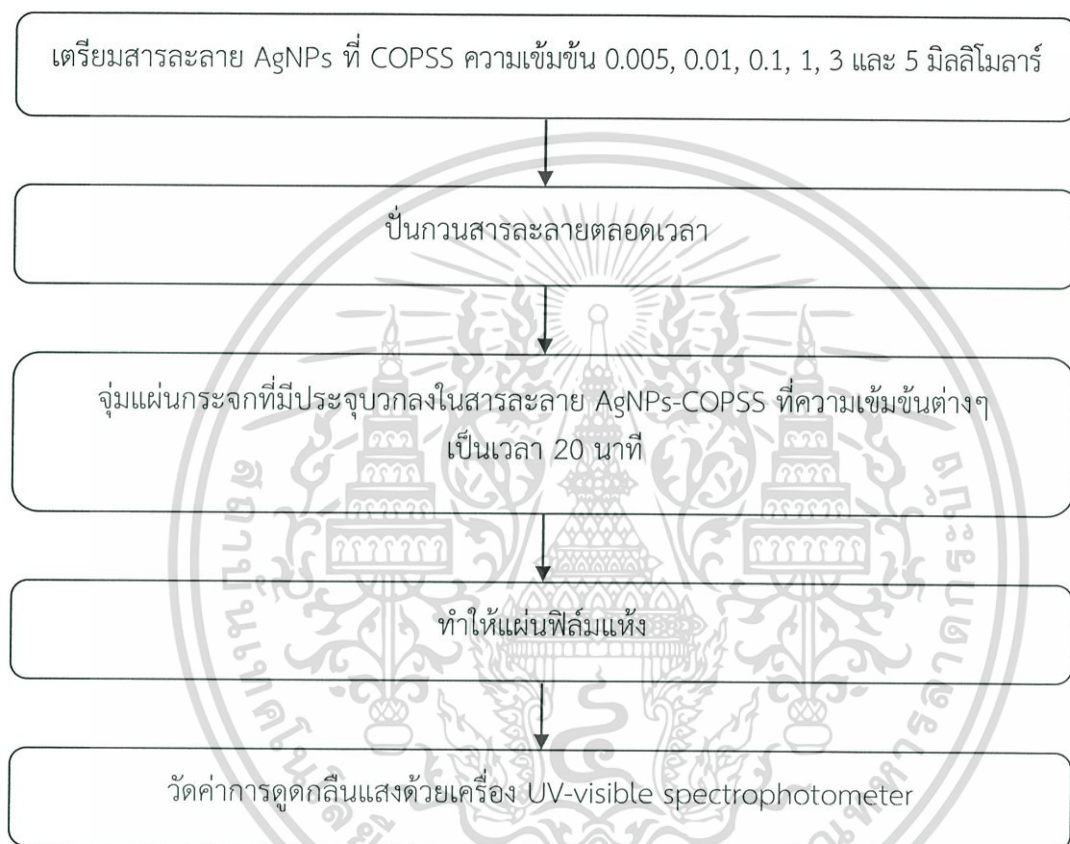 เตรียมสารละลาย AgNPs ที่ COPSS ความเข้มข้น 0.005, 0.01, 0.1, 1, 3 และ 5 มิลลิโมลาร์
ปั่นกวนสารละลายตลอดเวลา
จุ่มแผ่นกระจกที่มีประจุบวกลงในสารละลาย AgNPs-COPSS ที่ความเข้มข้นต่างๆ
เป็นเวลา 20 นาที
ทำให้แผ่นฟิล์มแห้ง
วัดค่าการดูดกลืนแสงด้วยเครื่อง UV-visible spectrophotometer